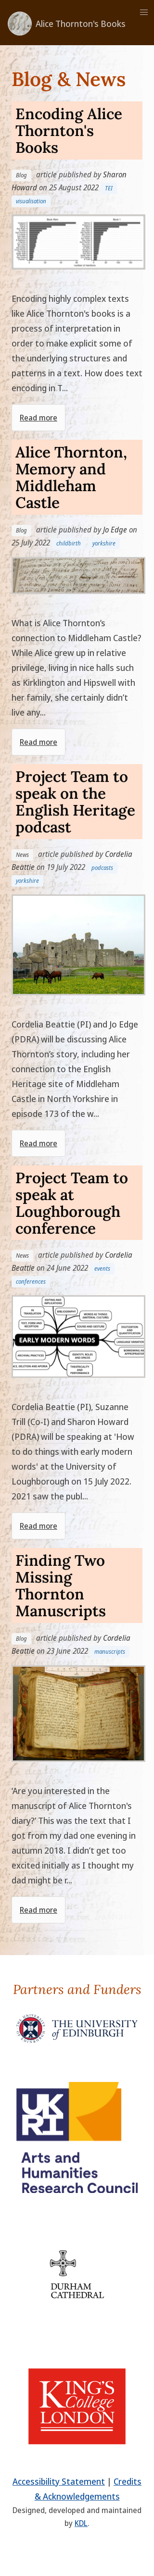 Alice Thornton's Books
Blog & News
Encoding Alice
Thornton's
Books
Blog article published by Sharon
Howard on 25 August 2022 TEI
visualisation
Encoding highly complex texts
like Alice Thornton's books is a
process of interpretation in
order to make explicit some of
the underlying structures and
patterns in a text. How does text
encoding in T...
Read more
Alice Thornton,
Memory and
Middleham
Castle
Blog article published by Jo Edge on
25 July 2022 childbirth yorkshire
What is Alice Thornton's
connection to Middleham Castle?
While Alice grew up in relative
privilege, living in nice halls such
as Kirklington and Hipswell with
her family, she certainly didn't
live any...
Read more
Project Team to
speak on the
English Heritage
podcast
News article published by Cordelia
Beattie on 19 July 2022 podcasts
yorkshire
Cordelia Beattie (PI) and Jo Edge
(PDRA) will be discussing Alice
Thornton's story, including her
connection to the English
Heritage site of Middleham
Castle in North Yorkshire in
episode 173 of the w...
Read more
Project Team to
speak at
Loughborough
conference
News article published by Cordelia
Beattie on 24 June 2022 events
conferences
EARLY MODERN WORDS
Cordelia Beattie (PI), Suzanne
Trill (Co-I) and Sharon Howard
(PDRA) will be speaking at 'How
to do things with early modern
words' at the University of
Loughborough on 15 July 2022.
2021 saw the publ...
Read more
Finding Two
Missing
Thornton
Manuscripts
Blog article published by Cordelia
Beattie on 23 June 2022 manuscripts
'Are you interested in the
manuscript of Alice Thornton's
diary?' This was the text that I
got from my dad one evening in
autumn 2018. I didn't get too
excited initially as I thought my
dad might be r...
Read more
Partners and Funders
THE UNIVERSITY
of EDINBURGH
UK
RI
Arts and
Humanities
Research Council
DURHAM
CATHEDRAL
KING'S
College
LONDON
Accessibility Statement | Credits
& Acknowledgements
Designed, developed and maintained
by KDL.